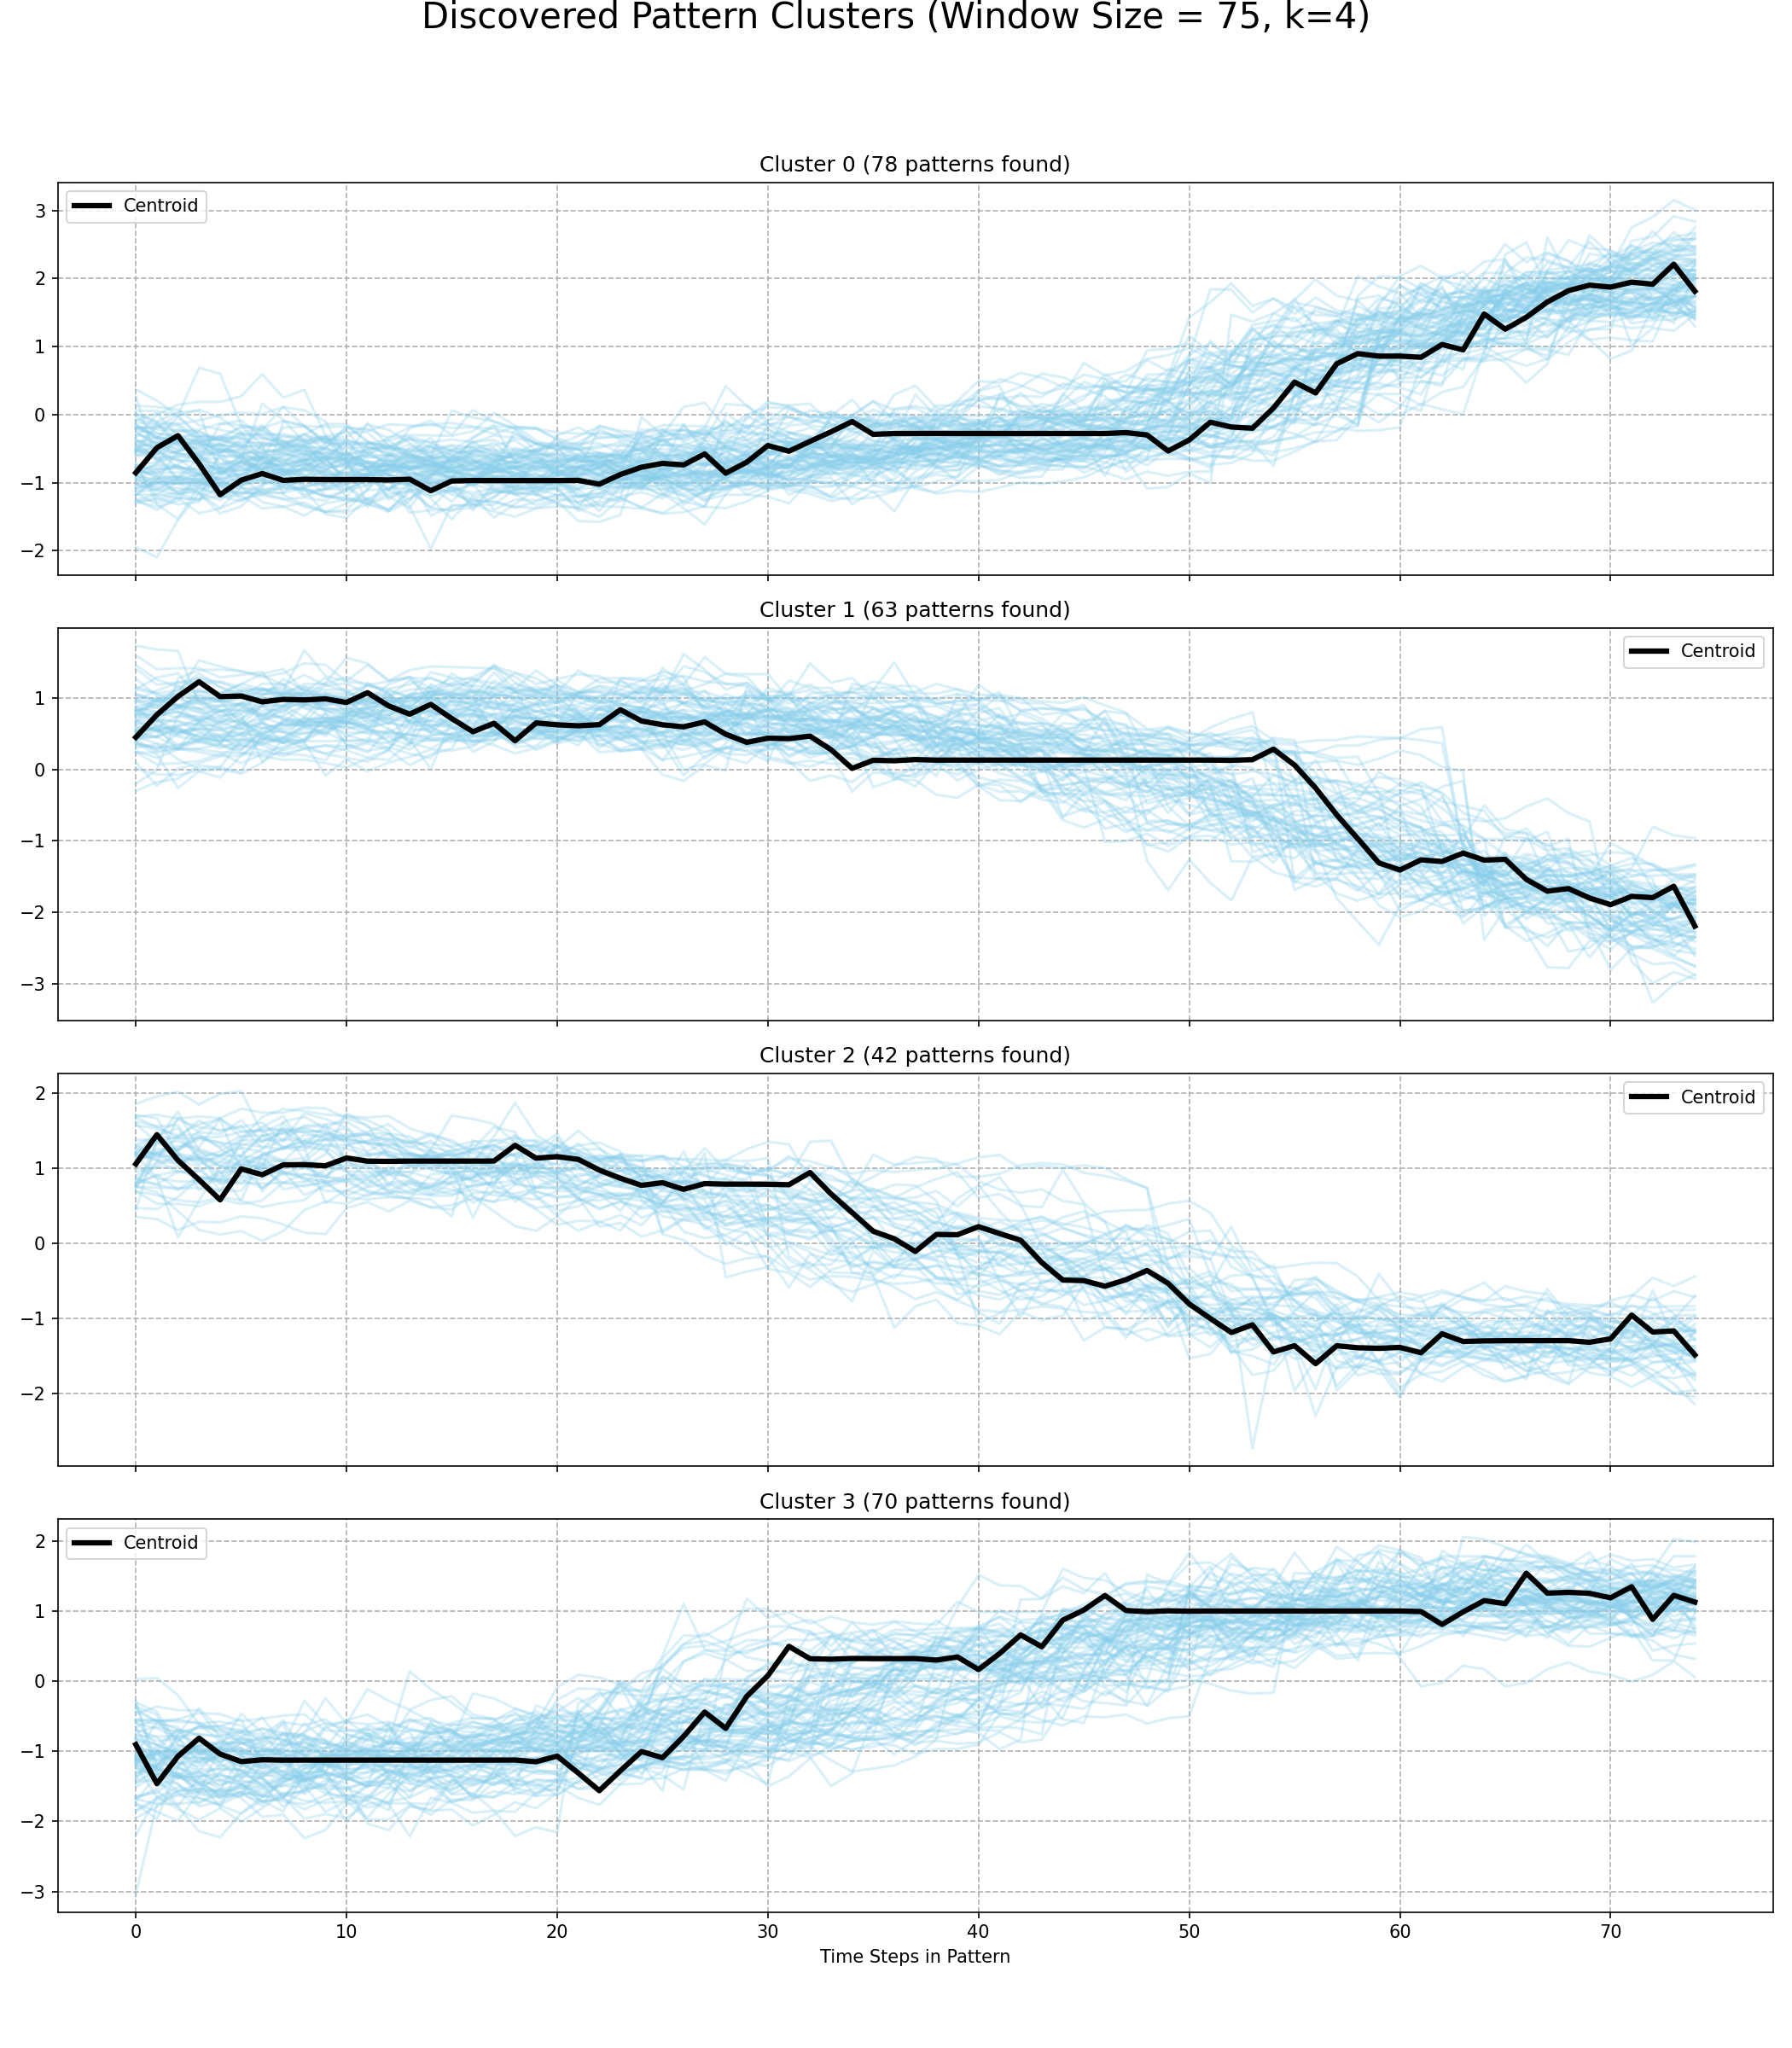 Discovered Pattern Clusters (Window Size = 75, k=4)
Cluster 0 (78 patterns found)
Centroid
3
2
1
0
−1
−2
Cluster 1 (63 patterns found)
Centroid
1
0
−1
−2
−3
Cluster 2 (42 patterns found)
Centroid
2
1
0
−1
−2
Cluster 3 (70 patterns found)
Centroid
2
1
0
−1
−2
−3
0 10 20 30 40 50 60 70
Time Steps in Pattern